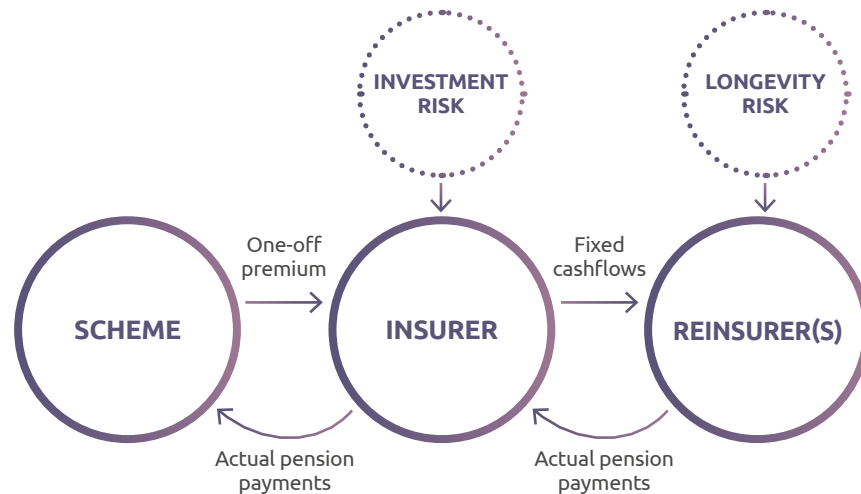 INVESTMENT
RISK
LONGEVITY
RISK
One-off
premium
Fixed
cashflows
SCHEME
INSURER
REINSURER(S)
Actual pension
payments
Actual pension
payments